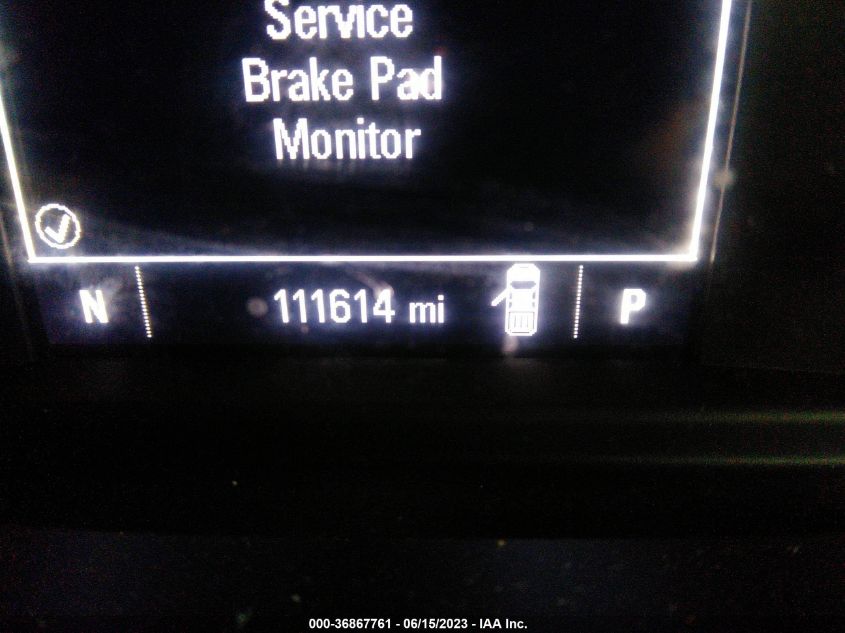 Service
Brake Pad
Monitor
N 111614 mi P
000-36867761 - 06/15/2023 - IAA Inc.